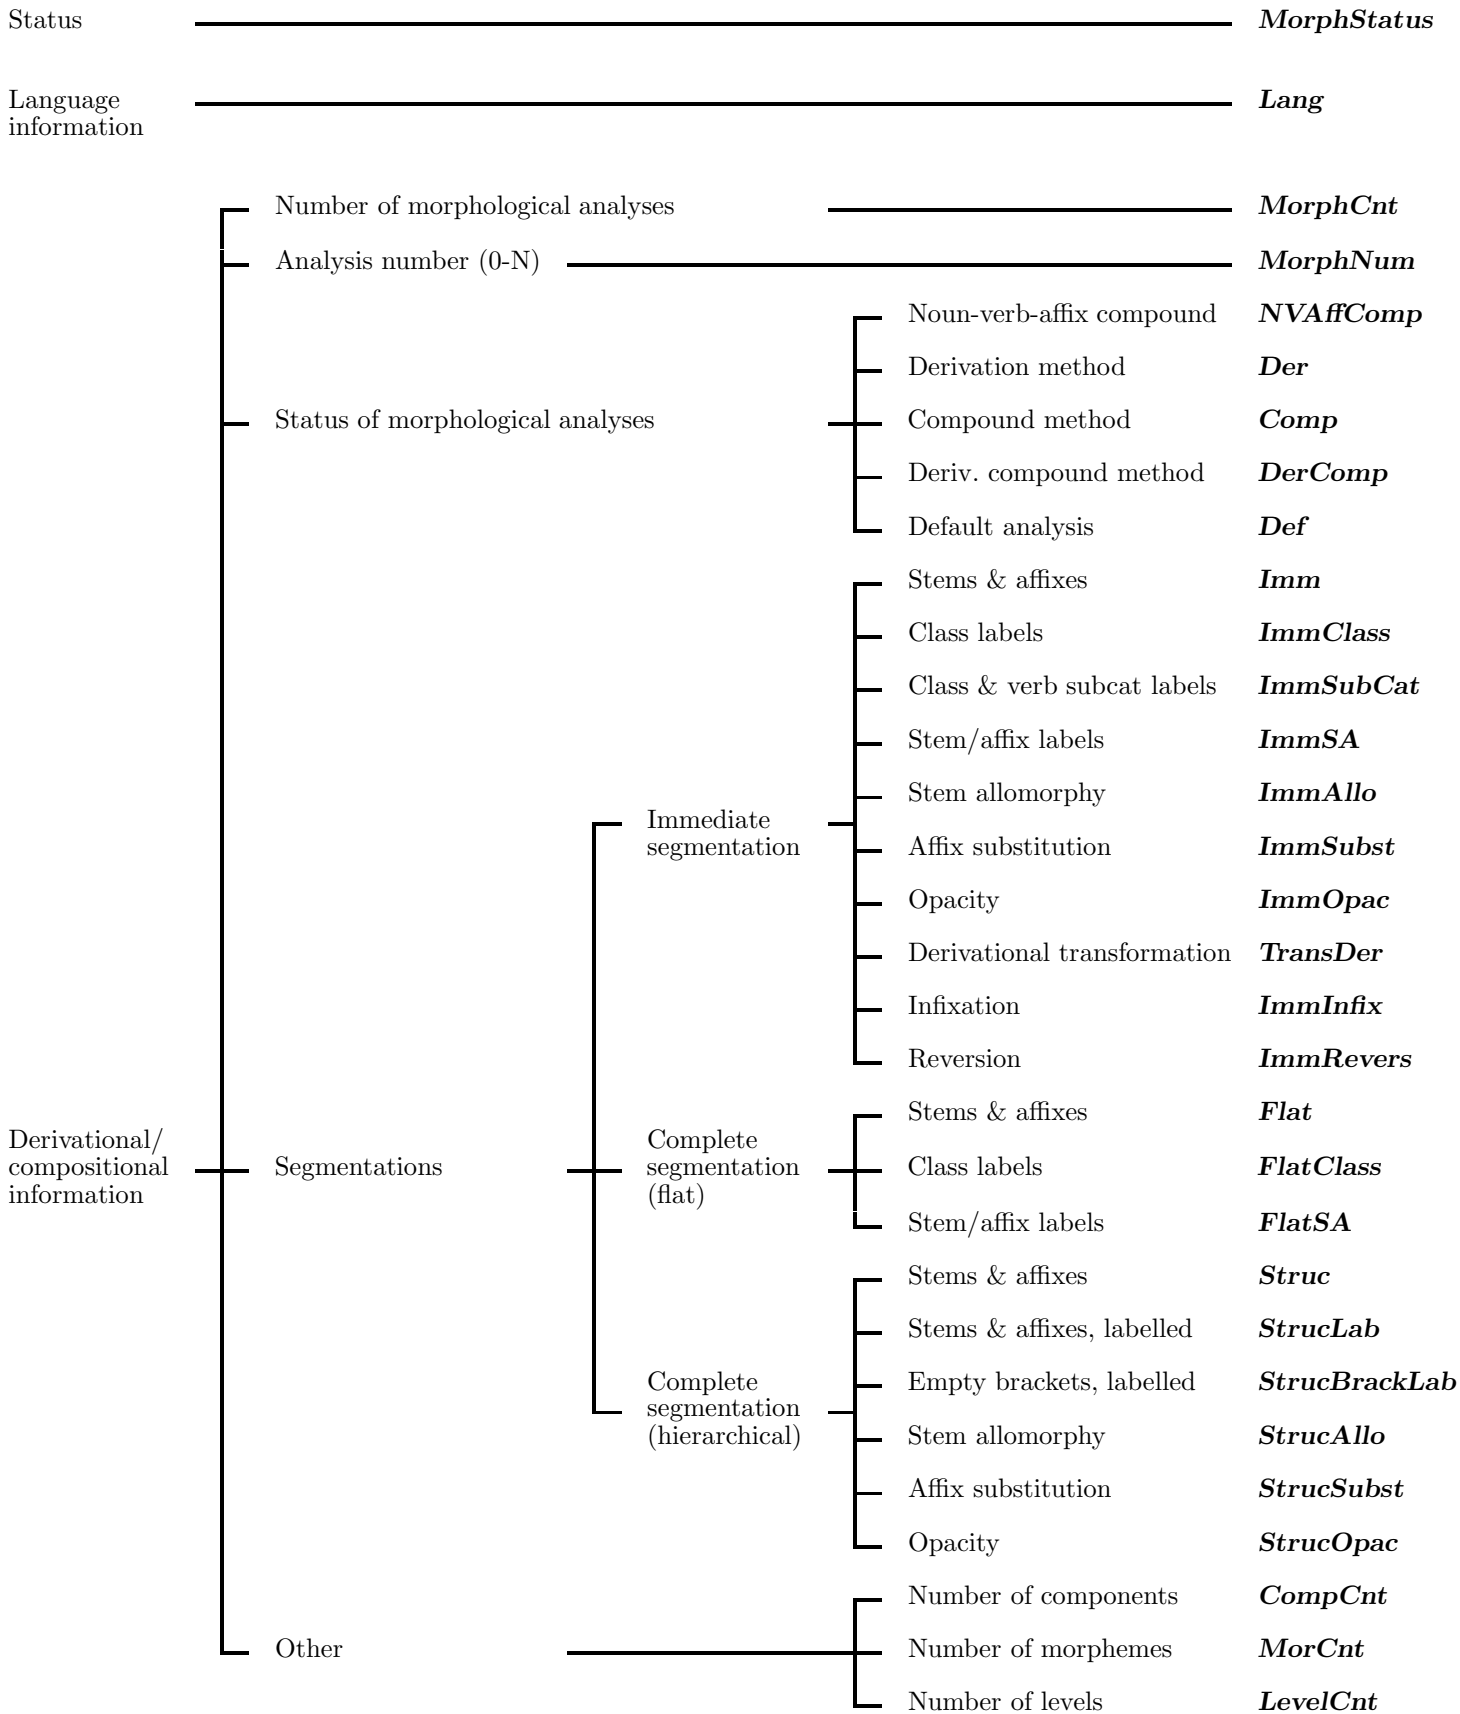 Status MorphStatus
Language Lang
information
Number of morphological analyses MorphCnt
Analysis number (0-N) MorphNum
Noun-verb-affix compound NVAffComp
Derivation method Der
Status of morphological analyses Compound method Comp
Deriv. compound method DerComp
Default analysis Def
Stems & affixes Imm
Class labels ImmClass
Class & verb subcat labels ImmSubCat
Stem/affix labels ImmSA
Stem allomorphy ImmAllo
Immediate
segmentation Affix substitution ImmSubst
Opacity ImmOpac
Derivational transformation TransDer
Infixation ImmInfix
Reversion ImmRevers
Stems & affixes Flat
Derivational/ Complete
compositional Segmentations segmentation Class labels FlatClass
information (flat)
Stem/affix labels FlatSA
Stems & affixes Struc
Stems & affixes, labelled StrucLab
Complete Empty brackets, labelled StrucBrackLab
segmentation
(hierarchical) Stem allomorphy StrucAllo
Affix substitution StrucSubst
Opacity StrucOpac
Number of components CompCnt
Other Number of morphemes MorCnt
Number of levels LevelCnt